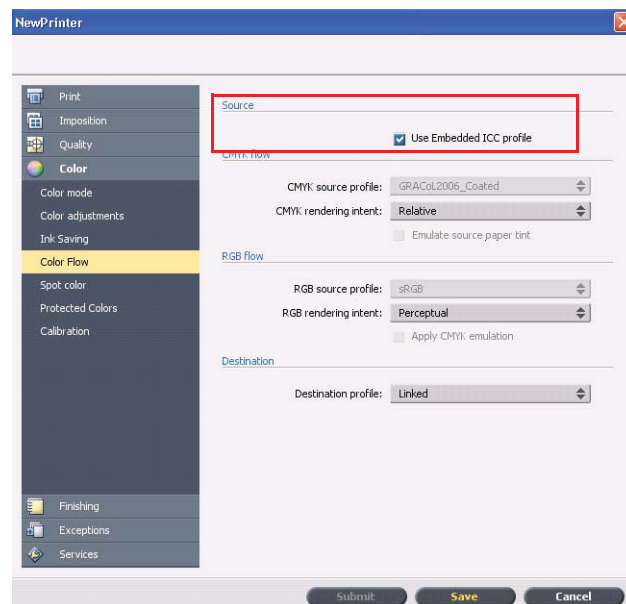 NewPrinter
Print
Imposition
Quality
Color
Color mode
Color adjustments
Ink Saving
Color Flow
Spot color
Protected Colors
Calibration
Finishing
Exceptions
Services
Source
Use Embedded ICC profile
CMYK flow
CMYK source profile: GRACoL2006_Coated
CMYK rendering intent: Relative
Emulate source paper tint
RGB flow
RGB source profile: sRGB
RGB rendering intent: Perceptual
Apply CMYK emulation
Destination
Destination profile: Linked
Submit Save Cancel